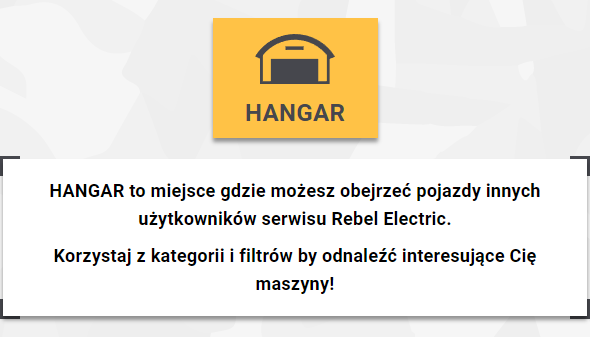 HANGAR
HANGAR to miejsce gdzie możesz obejrzeć pojazdy innych
użytkowników serwisu Rebel Electric.
Korzystaj z kategorii i filtrów by odnaleźć interesujące Cię
maszyny!